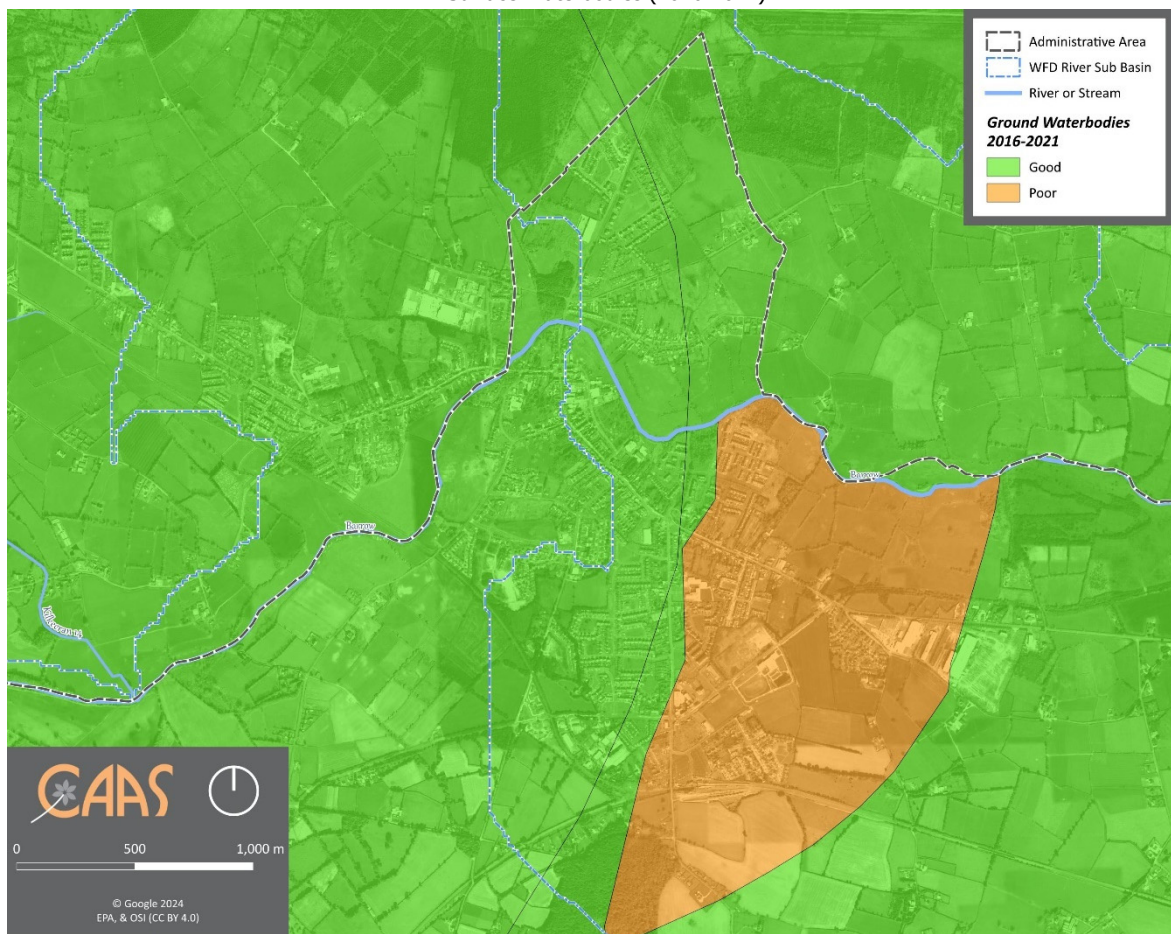 Administrative Area
WFD River Sub Basin
River or Stream
Ground Waterbodies
2016-2021
Good
Poor
Barrow
Barrow
CAAS
0 500 1,000 m
© Google 2024
EPA, & OSI (CC BY 4.0)